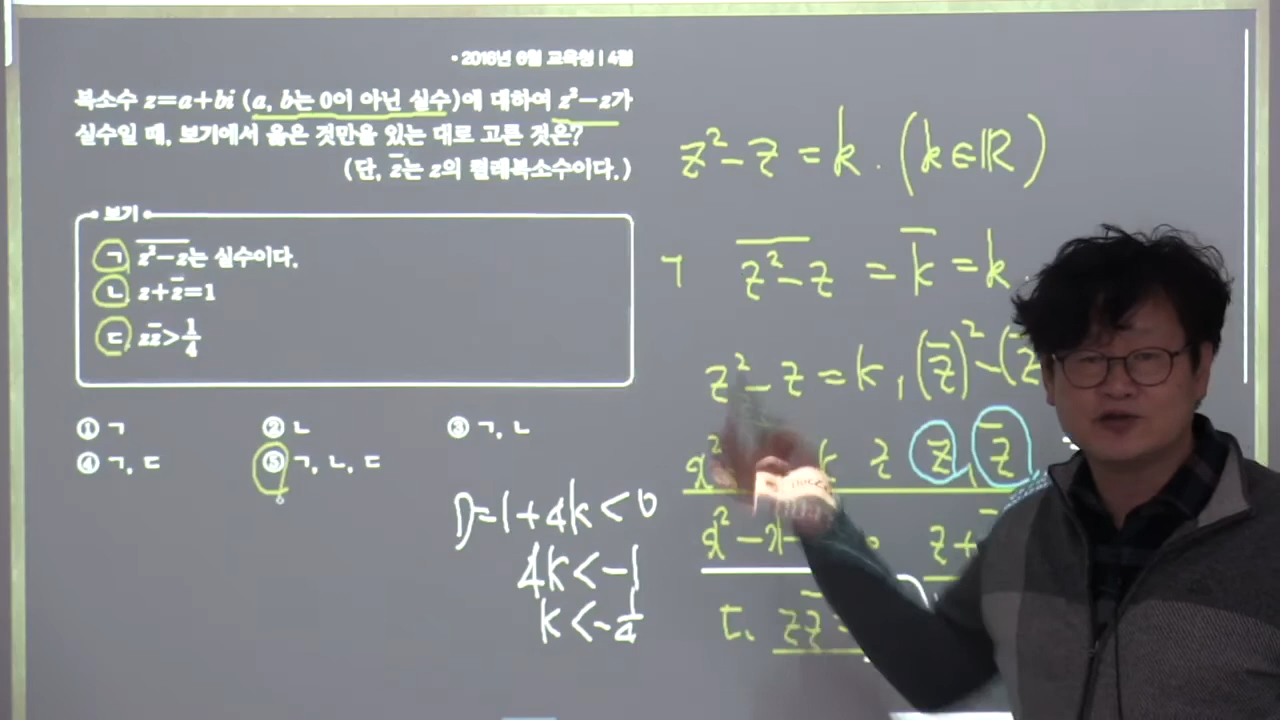 • 2016년 6월 교육청 | 4점
복소수 z=a+bi (a, b는 0이 아닌 실수)에 대하여 z²−z가
실수일 때, 보기에서 옳은 것만을 있는 대로 고른 것은?
(단, z̅는 z의 켤레복소수이다.)
보기
ㄱ z̅²̅−̅z̅는 실수이다.
ㄴ z+z̅=1
ㄷ zz̅>1/4
① ㄱ
② ㄴ
③ ㄱ, ㄴ
④ ㄱ, ㄷ
⑤ ㄱ, ㄴ, ㄷ
D=1+4k<0
4k<-1
k<-1/4
z²-z=k. (k∈ℝ)
ㄱ z̅²̅-̅z̅ = k̅ = k.
z²-z=k, (z̅)²-(z̅
k z z, z̅
z+
ㄷ. zz̅=